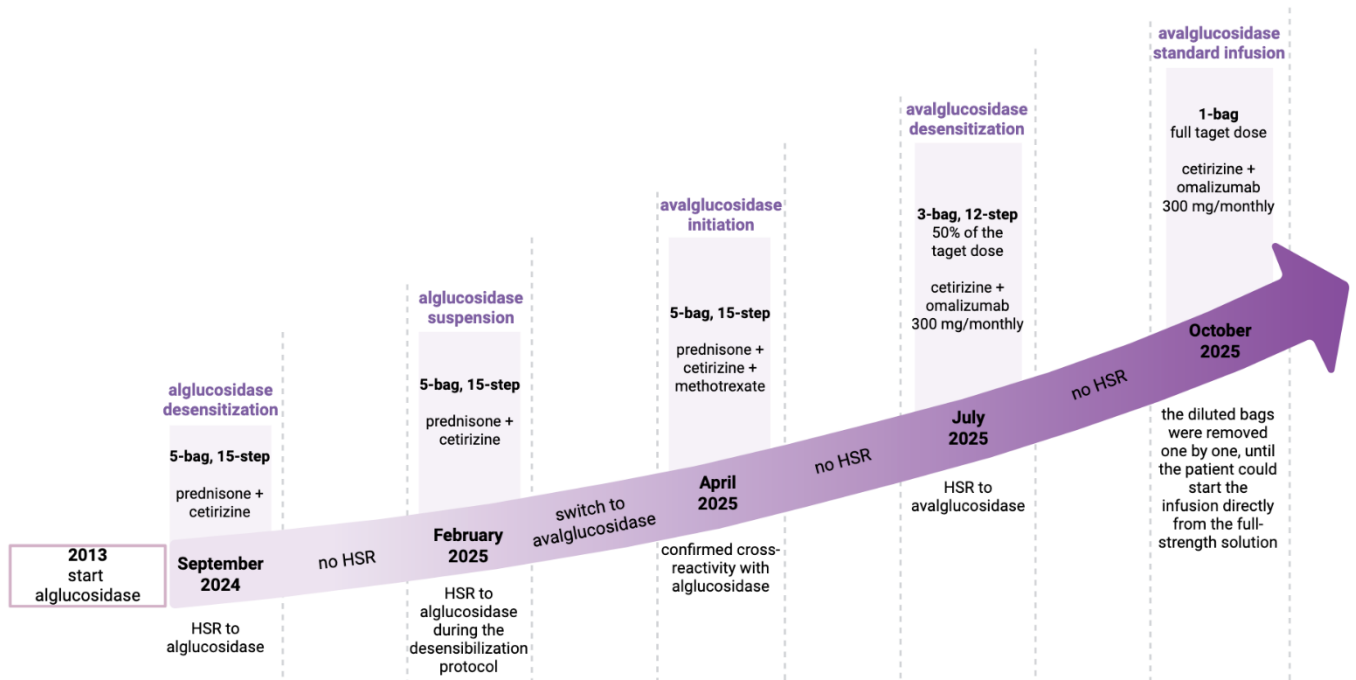 2013
start
alglucosidase
alglucosidase
desensitization
5-bag, 15-step
prednisone +
cetirizine
September
2024
HSR to
alglucosidase
no HSR
alglucosidase
suspension
5-bag, 15-step
prednisone +
cetirizine
February
2025
HSR to
alglucosidase
during the
desensibilization
protocol
switch to
avalglucosidase
avalglucosidase
initiation
5-bag, 15-step
prednisone +
cetirizine +
methotrexate
April
2025
confirmed cross-
reactivity with
alglucosidase
no HSR
avalglucosidase
desensitization
3-bag, 12-step
50% of the
taget dose
cetirizine +
omalizumab
300 mg/monthly
July
2025
HSR to
avalglucosidase
no HSR
avalglucosidase
standard infusion
1-bag
full taget dose
cetirizine +
omalizumab
300 mg/monthly
October
2025
the diluted bags
were removed
one by one, until
the patient could
start the
infusion directly
from the full-
strength solution